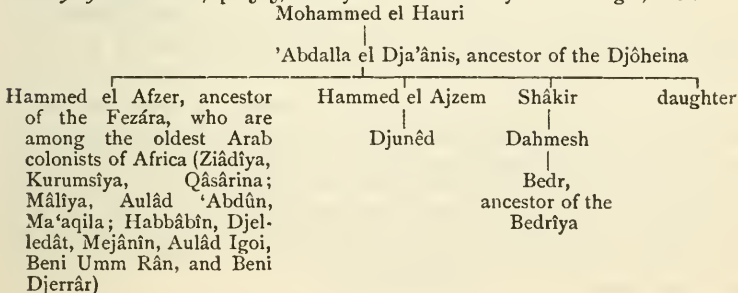 Mohammed el Hauri
'Abdalla el Dja'ânis, ancestor of the Djôheina
Hammed el Afzer, ancestor
of the Fezára, who are
among the oldest Arab
colonists of Africa (Ziâdîya,
Kurumsîya, Qâsârina;
Mâlîya, Aulâd 'Abdûn,
Ma'aqila; Habbâbîn, Djel-
ledât, Mejânîn, Aulâd Igoi,
Beni Umm Rân, and Beni
Djerrâr)
Hammed el Ajzem
Djunêd
Shâkir
Dahmesh
Bedr,
ancestor of the
Bedrîya
daughter